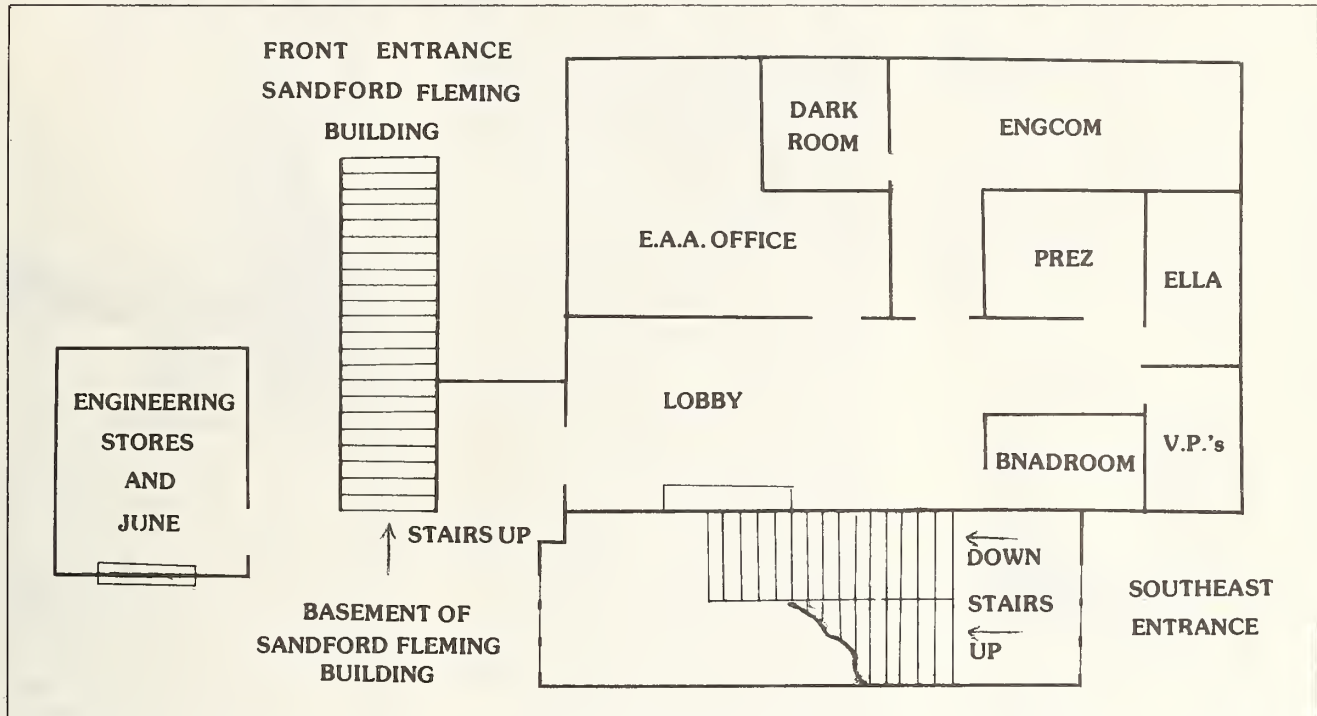 FRONT ENTRANCE
SANDFORD FLEMING
BUILDING
DARK
ROOM
ENGCOM
E.A.A. OFFICE
PREZ
ELLA
ENGINEERING
STORES
AND
JUNE
LOBBY
BNADROOM
V.P.'s
STAIRS UP
DOWN
STAIRS
UP
SOUTHEAST
ENTRANCE
BASEMENT OF
SANDFORD FLEMING
BUILDING